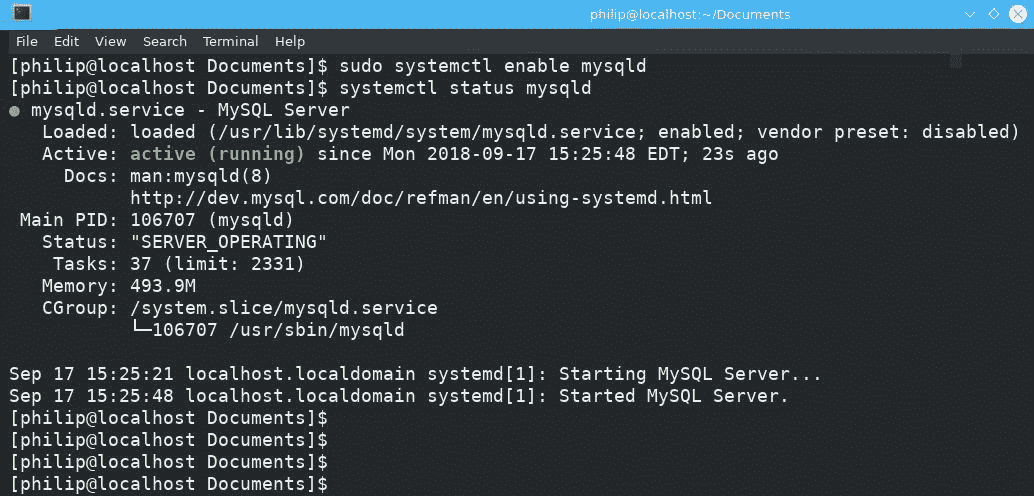 philip@localhost:~/Documents
File Edit View Search Terminal Help
[philip@localhost Documents]$ sudo systemctl enable mysqld
[philip@localhost Documents]$ systemctl status mysqld
● mysqld.service - MySQL Server
   Loaded: loaded (/usr/lib/systemd/system/mysqld.service; enabled; vendor preset: disabled)
   Active: active (running) since Mon 2018-09-17 15:25:48 EDT; 23s ago
     Docs: man:mysqld(8)
           http://dev.mysql.com/doc/refman/en/using-systemd.html
 Main PID: 106707 (mysqld)
   Status: "SERVER_OPERATING"
    Tasks: 37 (limit: 2331)
   Memory: 493.9M
   CGroup: /system.slice/mysqld.service
           └─106707 /usr/sbin/mysqld
Sep 17 15:25:21 localhost.localdomain systemd[1]: Starting MySQL Server...
Sep 17 15:25:48 localhost.localdomain systemd[1]: Started MySQL Server.
[philip@localhost Documents]$
[philip@localhost Documents]$
[philip@localhost Documents]$
[philip@localhost Documents]$